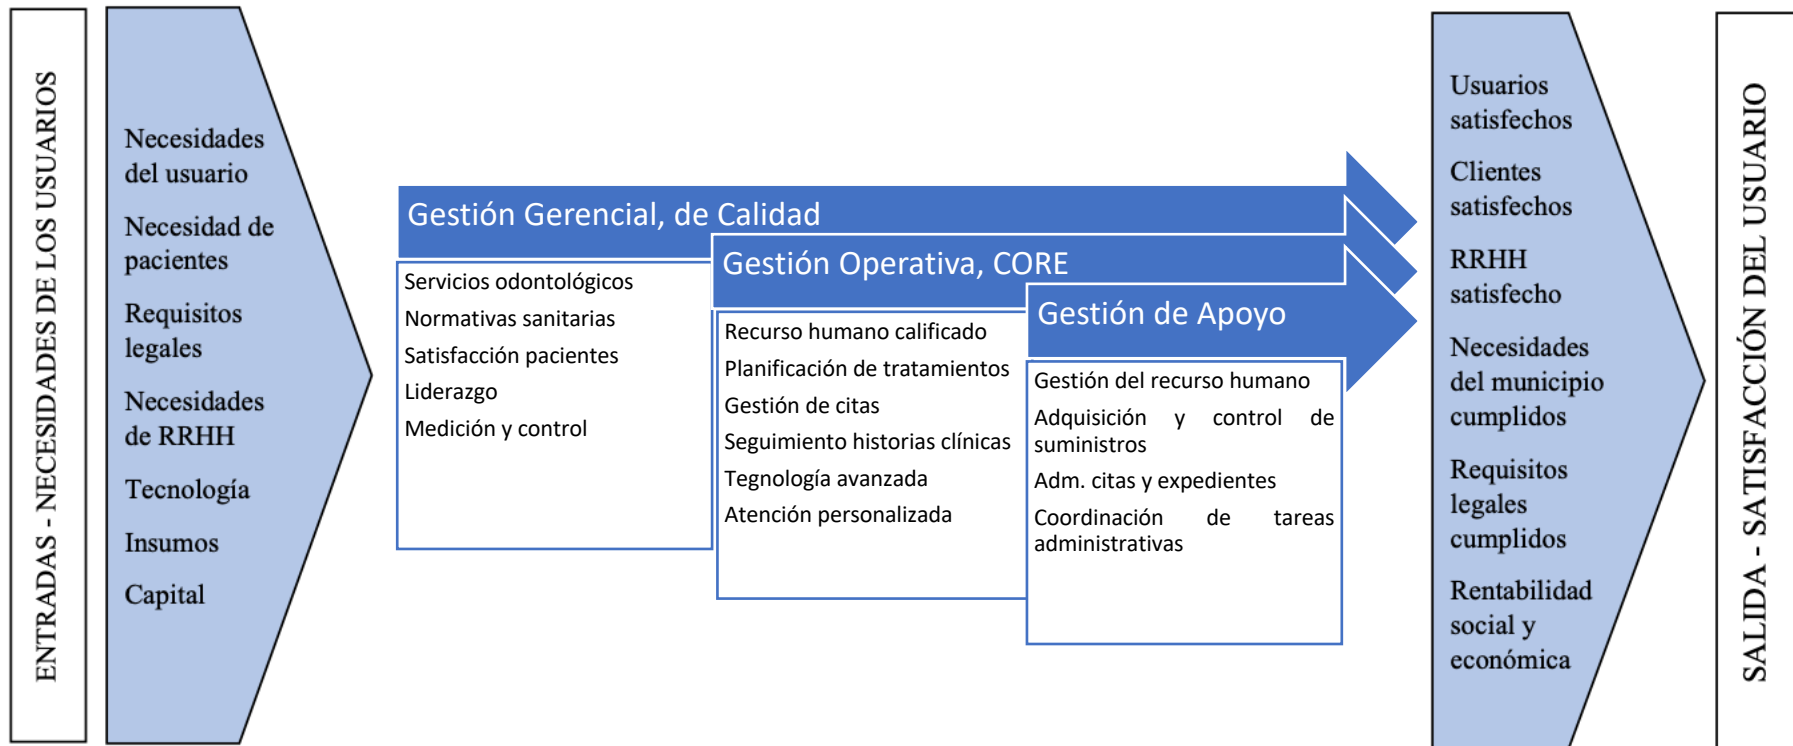 ENTRADAS - NECESIDADES DE LOS USUARIOS
Necesidades
del usuario
Necesidad de
pacientes
Requisitos
legales
Necesidades
de RRHH
Tecnología
Insumos
Capital
Gestión Gerencial, de Calidad
Servicios odontológicos
Normativas sanitarias
Satisfacción pacientes
Liderazgo
Medición y control
Gestión Operativa, CORE
Recurso humano calificado
Planificación de tratamientos
Gestión de citas
Seguimiento historias clínicas
Tegnología avanzada
Atención personalizada
Gestión de Apoyo
Gestión del recurso humano
Adquisición y control de
suministros
Adm. citas y expedientes
Coordinación de tareas
administrativas
Usuarios
satisfechos
Clientes
satisfechos
RRHH
satisfecho
Necesidades
del municipio
cumplidos
Requisitos
legales
cumplidos
Rentabilidad
social y
económica
SALIDA - SATISFACCIÓN DEL USUARIO